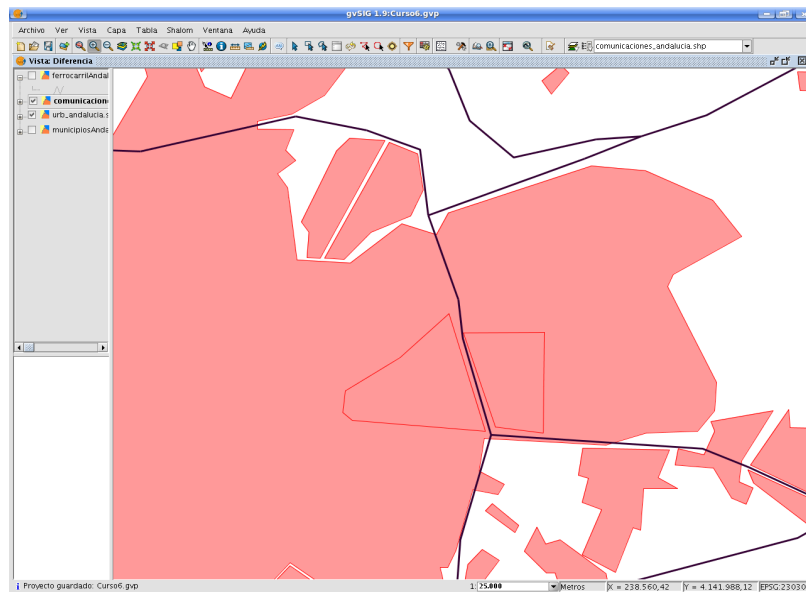 gvSIG 1.9:Curso6.gvp
Archivo Ver Vista Capa Tabla Shalom Ventana Ayuda
comunicaciones_andalucia.shp
Vista: Diferencia
ferrocarrilAndal
comunicacion
urb_andalucia.s
municipiosAnda
Proyecto guardado: Curso6.gvp
1: 25.000
Metros
X = 238.560,42
Y = 4.141.988,12
EPSG:23030